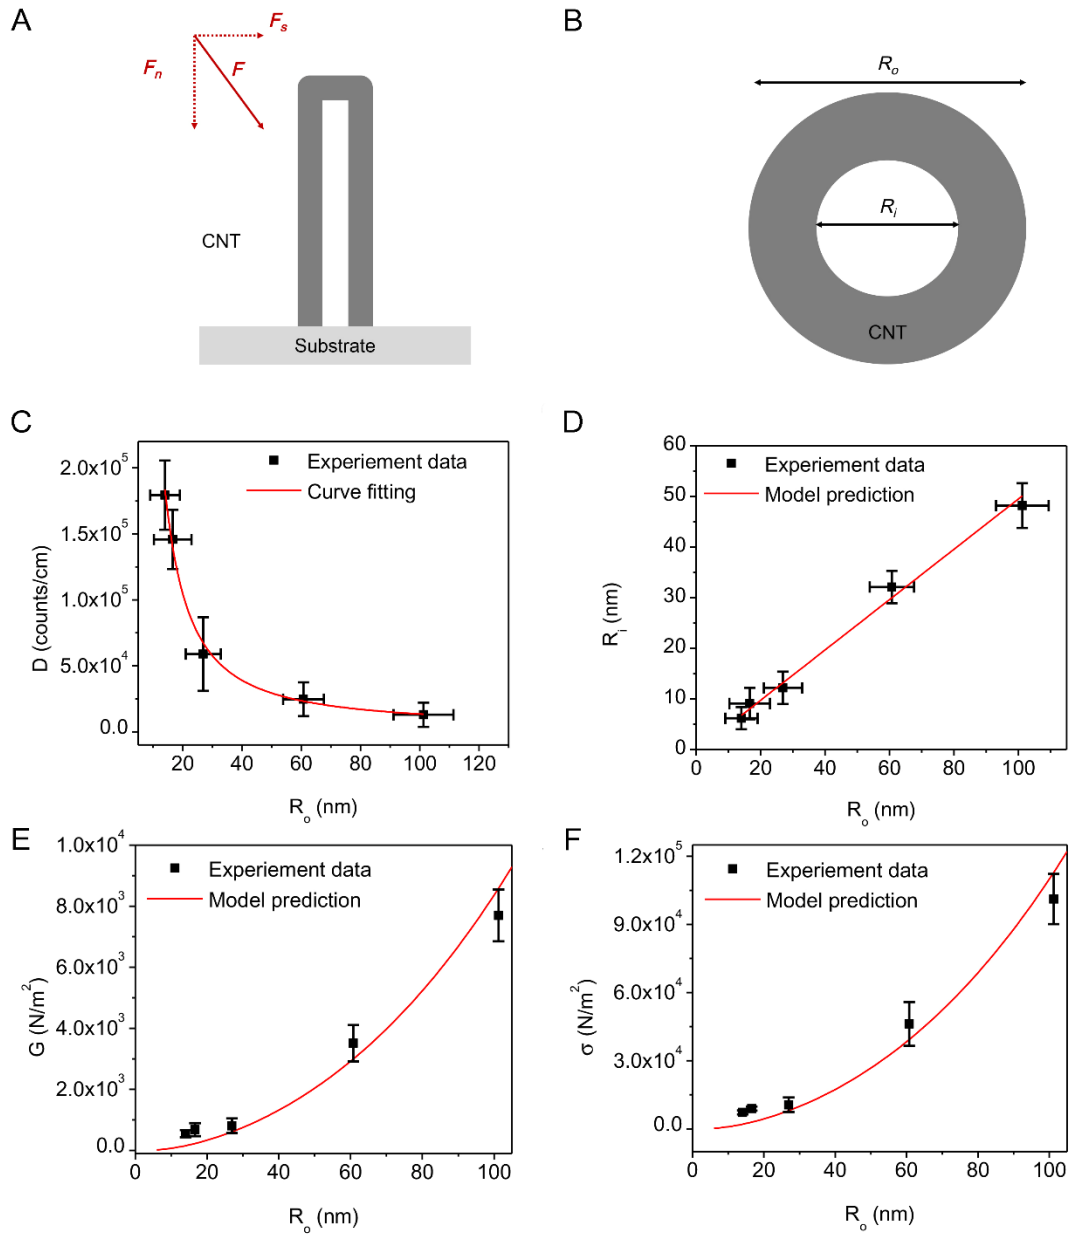 A
F_s
F_n
F
CNT
Substrate
B
R_o
R_i
CNT
C
D (counts/cm)
2.0x10^5
1.5x10^5
1.0x10^5
5.0x10^4
0.0
Experiement data
Curve fitting
20 40 60 80 100 120
R_o (nm)
D
R_i (nm)
60
50
40
30
20
10
0
Experiement data
Model prediction
0 20 40 60 80 100
R_o (nm)
E
G (N/m^2)
1.0x10^4
8.0x10^3
6.0x10^3
4.0x10^3
2.0x10^3
0.0
Experiement data
Model prediction
0 20 40 60 80 100
R_o (nm)
F
σ (N/m^2)
1.2x10^5
9.0x10^4
6.0x10^4
3.0x10^4
0.0
Experiement data
Model prediction
0 20 40 60 80 100
R_o (nm)